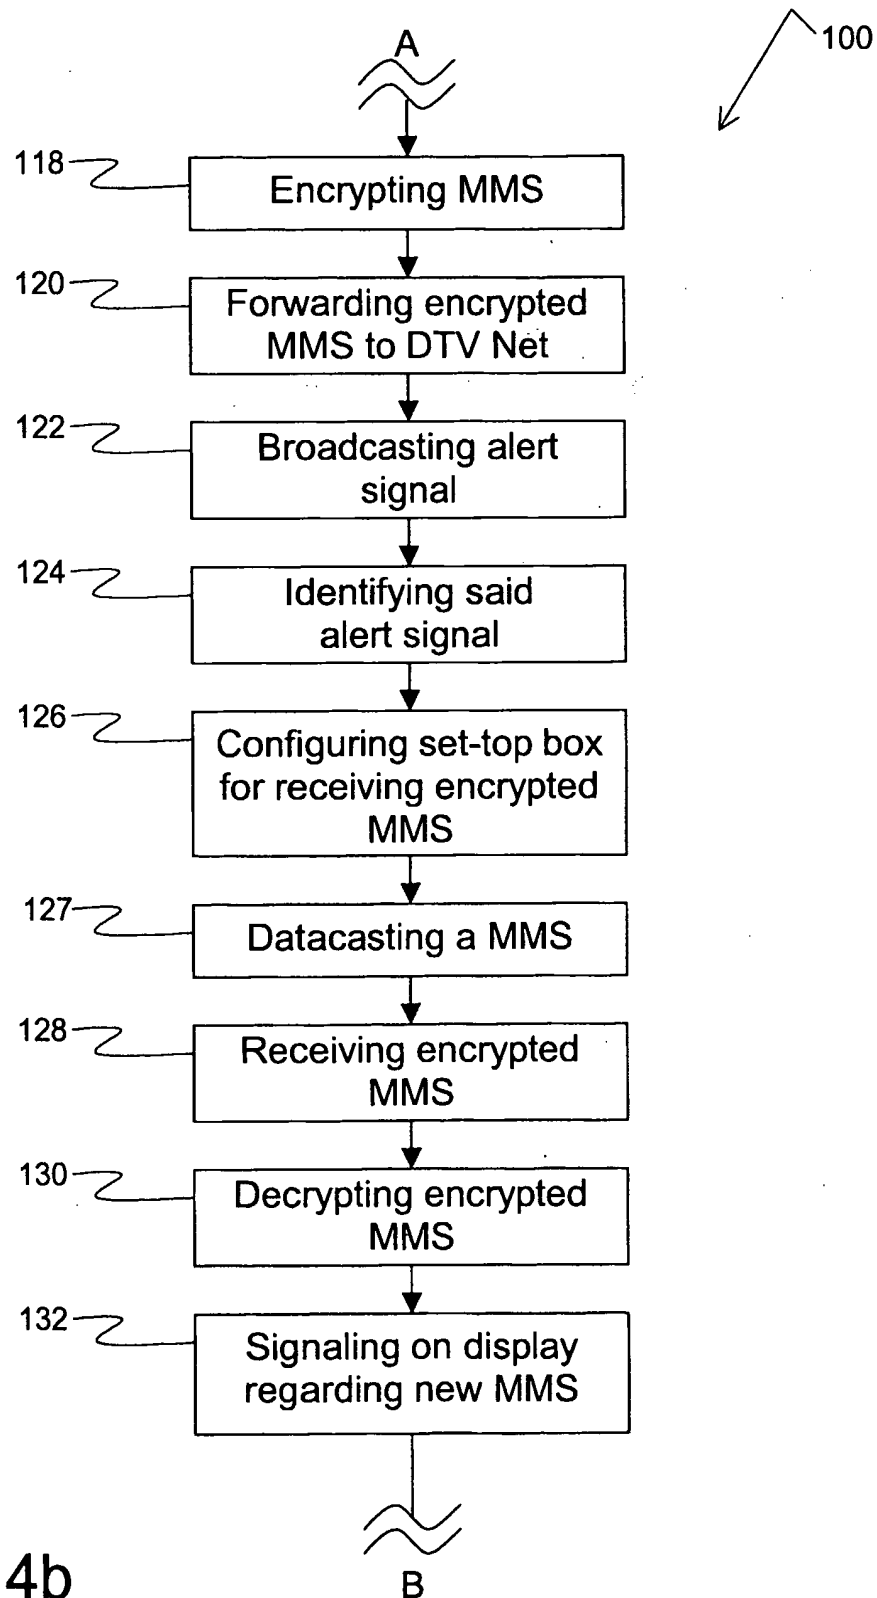 A
100
118
Encrypting MMS
120
Forwarding encrypted
MMS to DTV Net
122
Broadcasting alert
signal
124
Identifying said
alert signal
126
Configuring set-top box
for receiving encrypted
MMS
127
Datacasting a MMS
128
Receiving encrypted
MMS
130
Decrypting encrypted
MMS
132
Signaling on display
regarding new MMS
4b
B